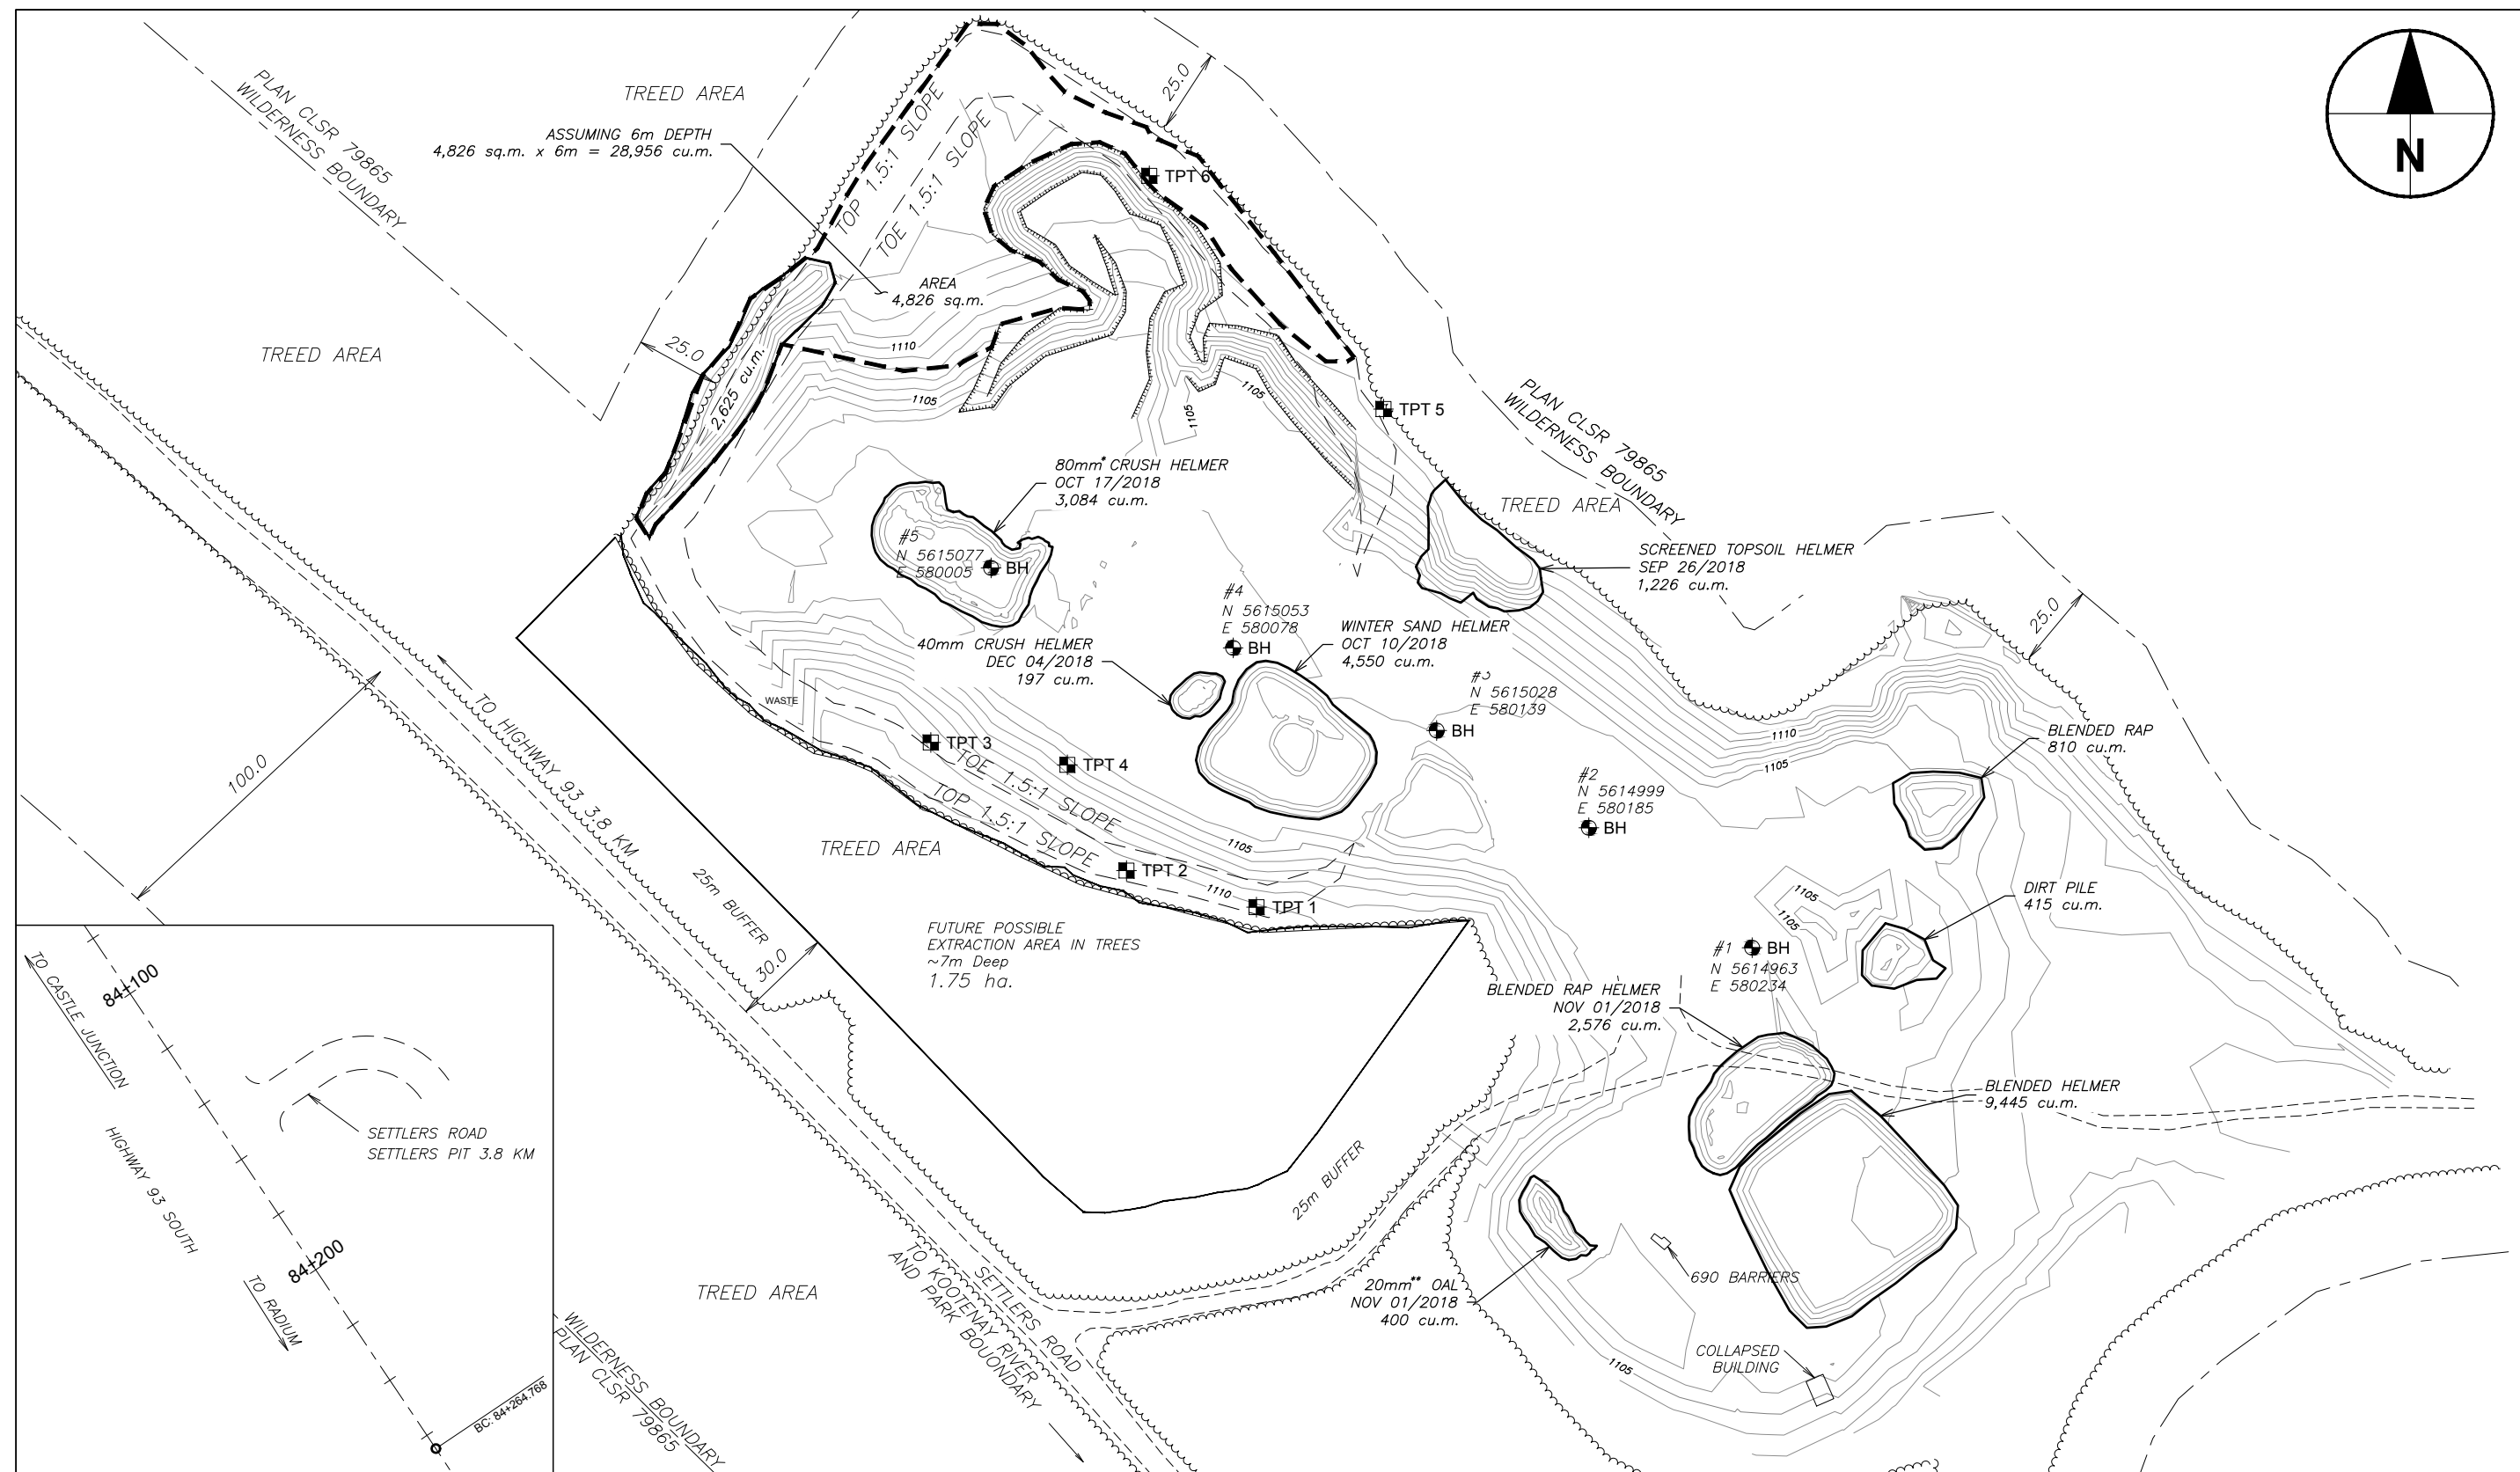 PLAN CLSR 79865
WILDERNESS BOUNDARY
TREED AREA
ASSUMING 6m DEPTH
4,826 sq.m. x 6m = 28,956 cu.m.
TOP 1.5:1 SLOPE
TOE 1.5:1 SLOPE
25.0
N
TPT 6
AREA
4,826 sq.m.
TREED AREA
25.0
2,625 cu.m.
1110
1105
1105
1105
TPT 5
PLAN CLSR 79865
WILDERNESS BOUNDARY
TREED AREA
80mm* CRUSH HELMER
OCT 17/2018
3,084 cu.m.
#5
N 5615077
E 580005
BH
SCREENED TOPSOIL HELMER
SEP 26/2018
1,226 cu.m.
#4
N 5615053
E 580078
BH
25.0
40mm CRUSH HELMER
DEC 04/2018
197 cu.m.
WINTER SAND HELMER
OCT 10/2018
4,550 cu.m.
#3
N 5615028
E 580139
BH
WASTE
TO HIGHWAY 93 3.8 KM
100.0
TPT 3
TPT 4
TOE 1.5:1 SLOPE
TOP 1.5:1 SLOPE
1110
1105
BLENDED RAP
810 cu.m.
#2
N 5614999
E 580185
BH
TREED AREA
1105
TPT 2
1110
TPT 1
25m BUFFER
30.0
FUTURE POSSIBLE
EXTRACTION AREA IN TREES
~7m Deep
1.75 ha.
1105
1105
DIRT PILE
415 cu.m.
#1
BH
N 5614963
E 580234
BLENDED RAP HELMER
NOV 01/2018
2,576 cu.m.
BLENDED HELMER
9,445 cu.m.
TO CASTLE JUNCTION
84+100
SETTLERS ROAD
SETTLERS PIT 3.8 KM
HIGHWAY 93 SOUTH
84+200
TO RADIUM
BC: 84+264.768
25m BUFFER
TREED AREA
SETTLERS ROAD
TO KOOTENAY RIVER
AND PARK BOUONDARY
WILDERNESS BOUNDARY
PLAN CLSR 79865
20mm** OAL
NOV 01/2018
400 cu.m.
690 BARRIERS
COLLAPSED
BUILDING
1105